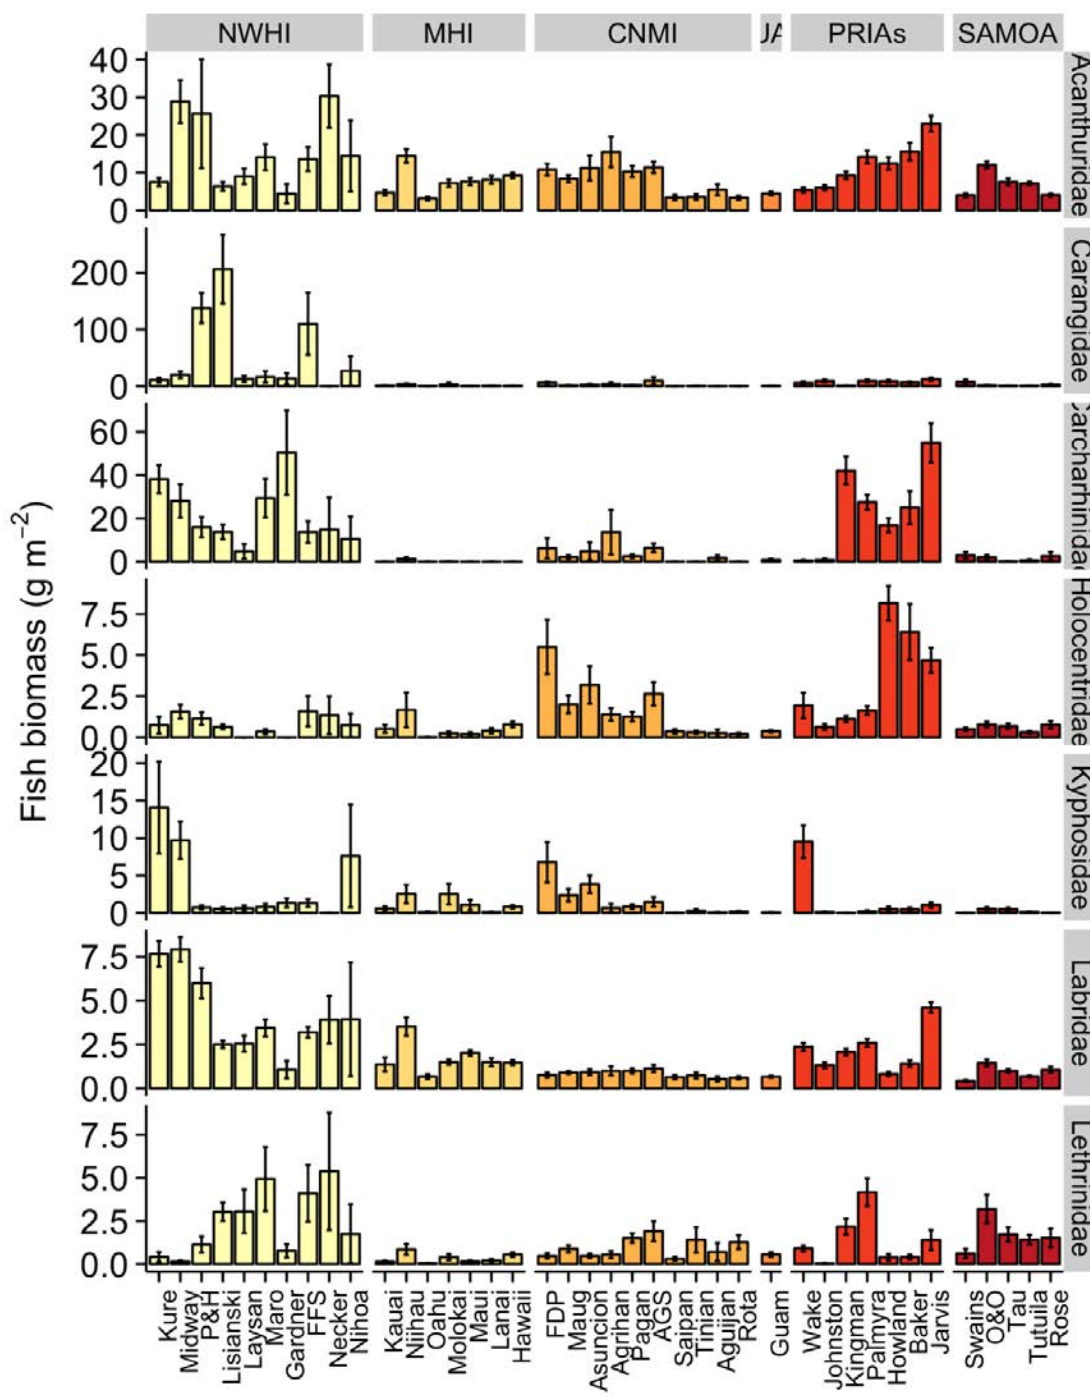 NWHI MHI CNMI UA PRIAs SAMOA
40
30
20
10
0
Acanthuridae
200
100
0
Carangidae
60
40
20
0
Carcharhinidae
7.5
5.0
2.5
0.0
Holocentridae
20
15
10
5
0
Kyphosidae
7.5
5.0
2.5
0.0
Labridae
7.5
5.0
2.5
0.0
Lethrinidae
Fish biomass (g m⁻²)
Kure
Midway
P&H
Lisianski
Laysan
Maro
Gardner
FFS
Necker
Nihoa
Kauai
Niihau
Oahu
Molokai
Maui
Lanai
Hawaii
FDP
Maug
Asuncion
Agrihan
Pagan
AGS
Saipan
Tinian
Aguijan
Rota
Guam
Wake
Johnston
Kingman
Palmyra
Howland
Baker
Jarvis
Swains
O&O
Tau
Tutuila
Rose